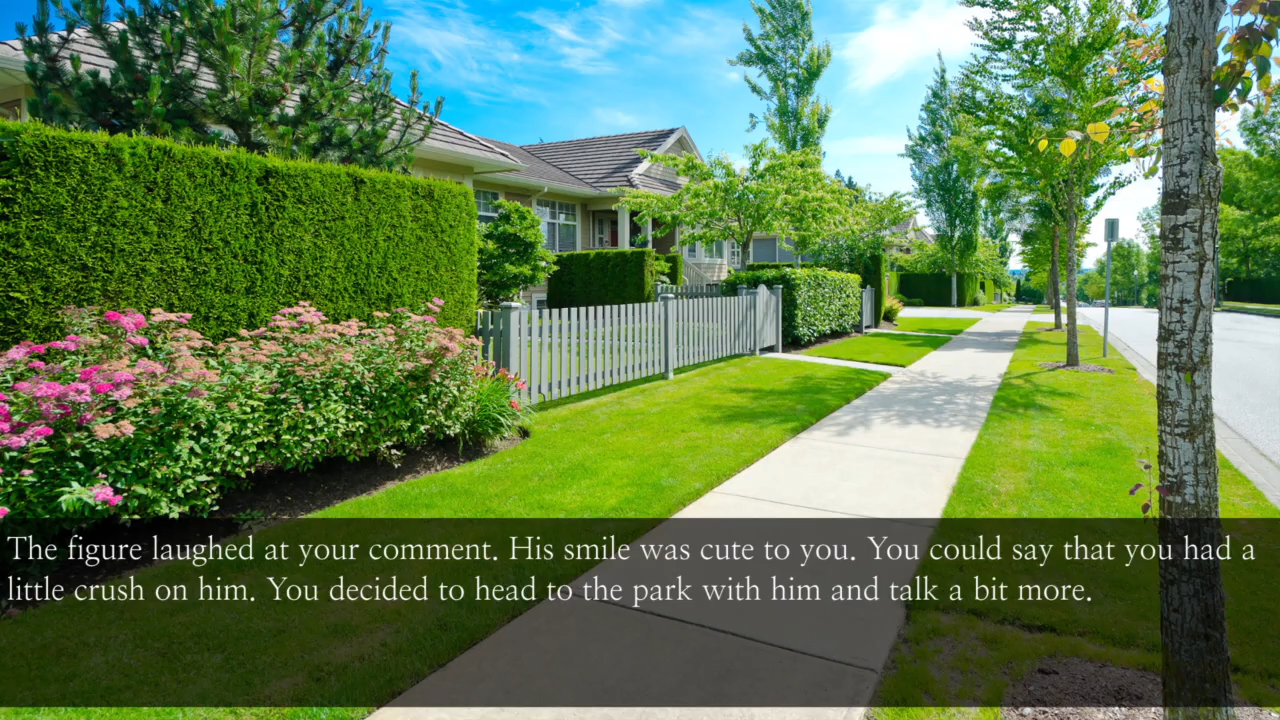 The figure laughed at your comment. His smile was cute to you. You could say that you had a
little crush on him. You decided to head to the park with him and talk a bit more.